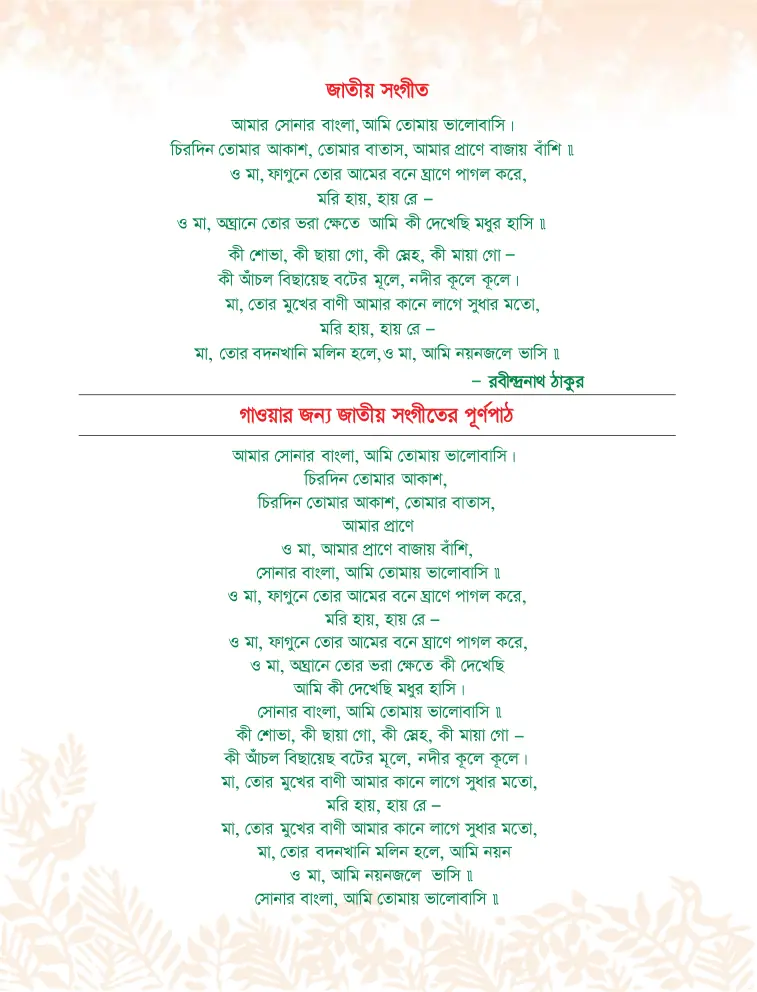 জাতীয় সংগীত
আমার সোনার বাংলা, আমি তোমায় ভালোবাসি।
চিরদিন তোমার আকাশ, তোমার বাতাস, আমার প্রাণে বাজায় বাঁশি॥
ও মা, ফাগুনে তোর আমের বনে ঘ্রাণে পাগল করে,
মরি হায়, হায় রে –
ও মা, অঘ্রানে তোর ভরা ক্ষেতে আমি কী দেখেছি মধুর হাসি॥
কী শোভা, কী ছায়া গো, কী স্নেহ, কী মায়া গো –
কী আঁচল বিছায়েছ বটের মূলে, নদীর কূলে কূলে।
মা, তোর মুখের বাণী আমার কানে লাগে সুধার মতো,
মরি হায়, হায় রে –
মা, তোর বদনখানি মলিন হলে, ও মা, আমি নয়নজলে ভাসি॥
– রবীন্দ্রনাথ ঠাকুর
গাওয়ার জন্য জাতীয় সংগীতের পূর্ণপাঠ
আমার সোনার বাংলা, আমি তোমায় ভালোবাসি।
চিরদিন তোমার আকাশ,
চিরদিন তোমার আকাশ, তোমার বাতাস,
আমার প্রাণে
ও মা, আমার প্রাণে বাজায় বাঁশি,
সোনার বাংলা, আমি তোমায় ভালোবাসি॥
ও মা, ফাগুনে তোর আমের বনে ঘ্রাণে পাগল করে,
মরি হায়, হায় রে –
ও মা, ফাগুনে তোর আমের বনে ঘ্রাণে পাগল করে,
ও মা, অঘ্রানে তোর ভরা ক্ষেতে কী দেখেছি
আমি কী দেখেছি মধুর হাসি।
সোনার বাংলা, আমি তোমায় ভালোবাসি॥
কী শোভা, কী ছায়া গো, কী স্নেহ, কী মায়া গো –
কী আঁচল বিছায়েছ বটের মূলে, নদীর কূলে কূলে।
মা, তোর মুখের বাণী আমার কানে লাগে সুধার মতো,
মরি হায়, হায় রে –
মা, তোর মুখের বাণী আমার কানে লাগে সুধার মতো,
মা, তোর বদনখানি মলিন হলে, আমি নয়ন
ও মা, আমি নয়নজলে ভাসি॥
সোনার বাংলা, আমি তোমায় ভালোবাসি॥